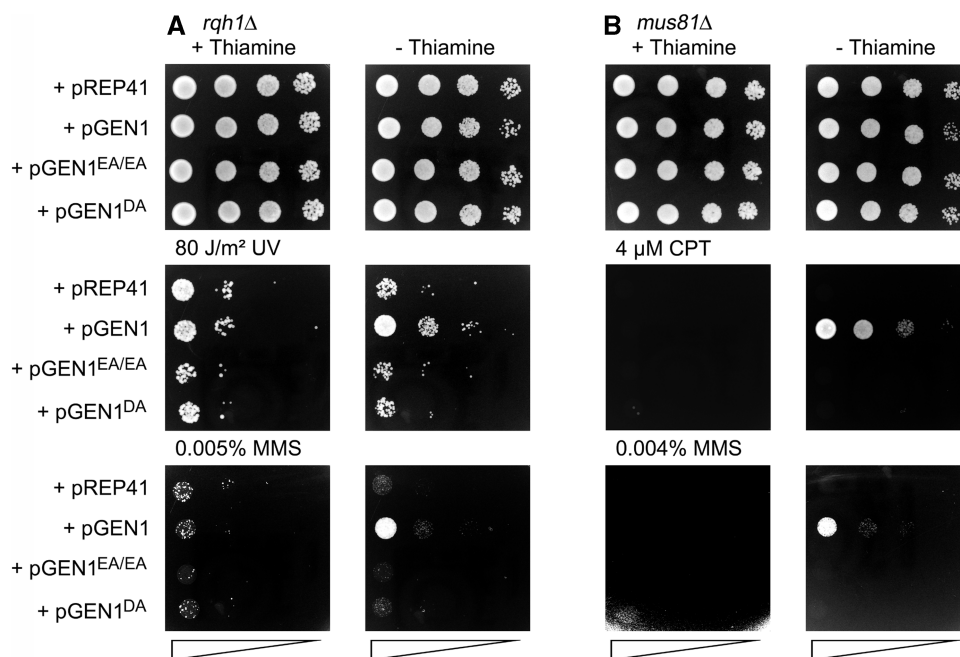 A rqh1Δ B mus81Δ
+ Thiamine - Thiamine + Thiamine - Thiamine
+ pREP41
+ pGEN1
+ pGEN1EA/EA
+ pGEN1DA
80 J/m² UV 4 µM CPT
+ pREP41
+ pGEN1
+ pGEN1EA/EA
+ pGEN1DA
0.005% MMS 0.004% MMS
+ pREP41
+ pGEN1
+ pGEN1EA/EA
+ pGEN1DA